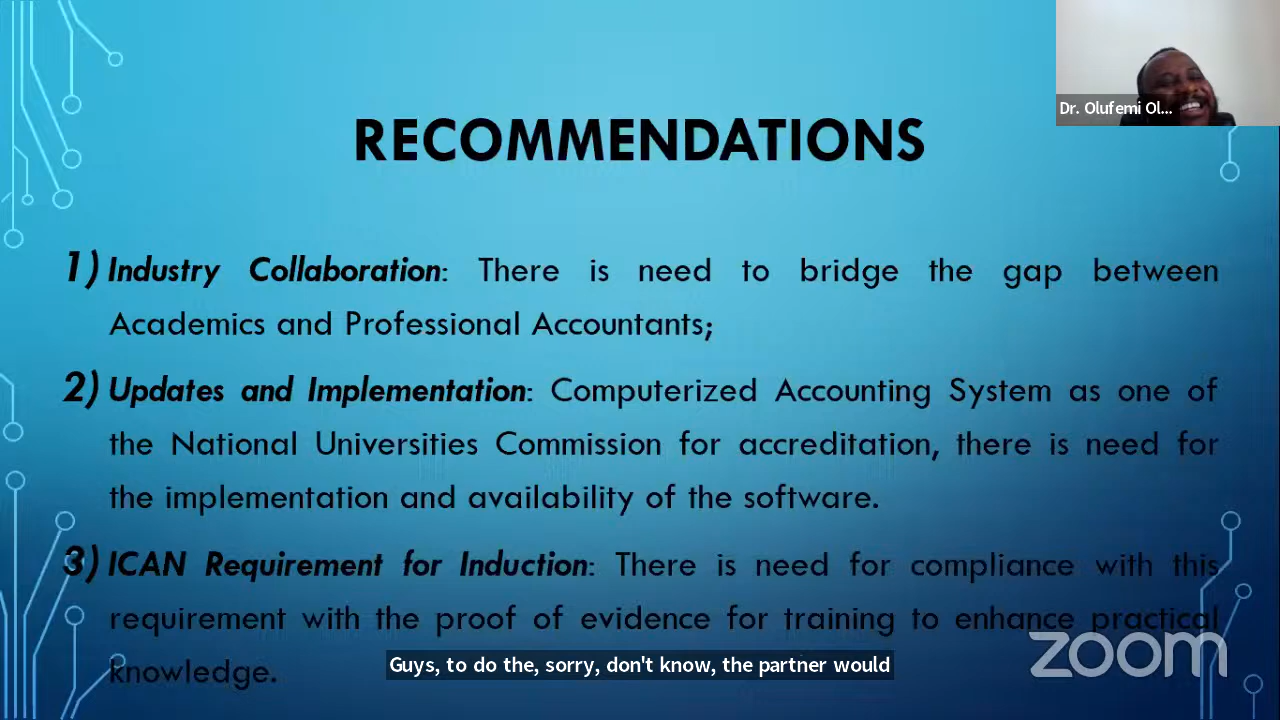 Dr. Olufemi Ol...
RECOMMENDATIONS
1) Industry Collaboration: There is need to bridge the gap between
Academics and Professional Accountants;
2) Updates and Implementation: Computerized Accounting System as one of
the National Universities Commission for accreditation, there is need for
the implementation and availability of the software.
3) ICAN Requirement for Induction: There is need for compliance with this
requirement with the proof of evidence for training to enhance practical
knowledge.
Guys, to do the, sorry, don't know, the partner would
zoom